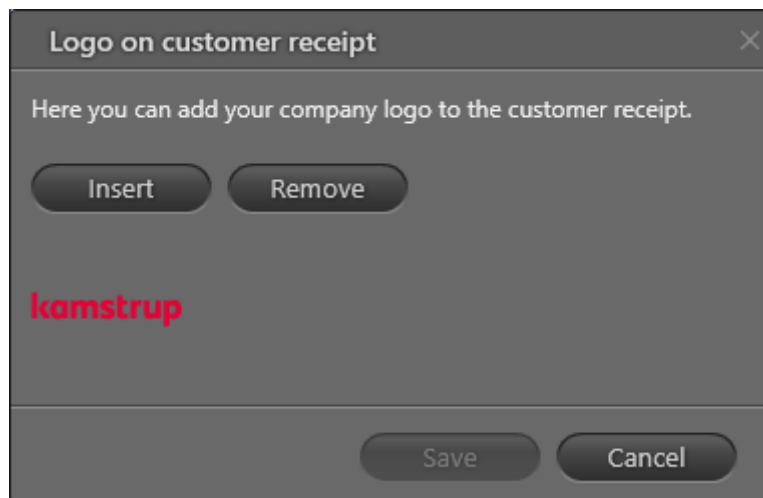 Logo on customer receipt
Here you can add your company logo to the customer receipt.
Insert Remove
kamstrup
Save Cancel